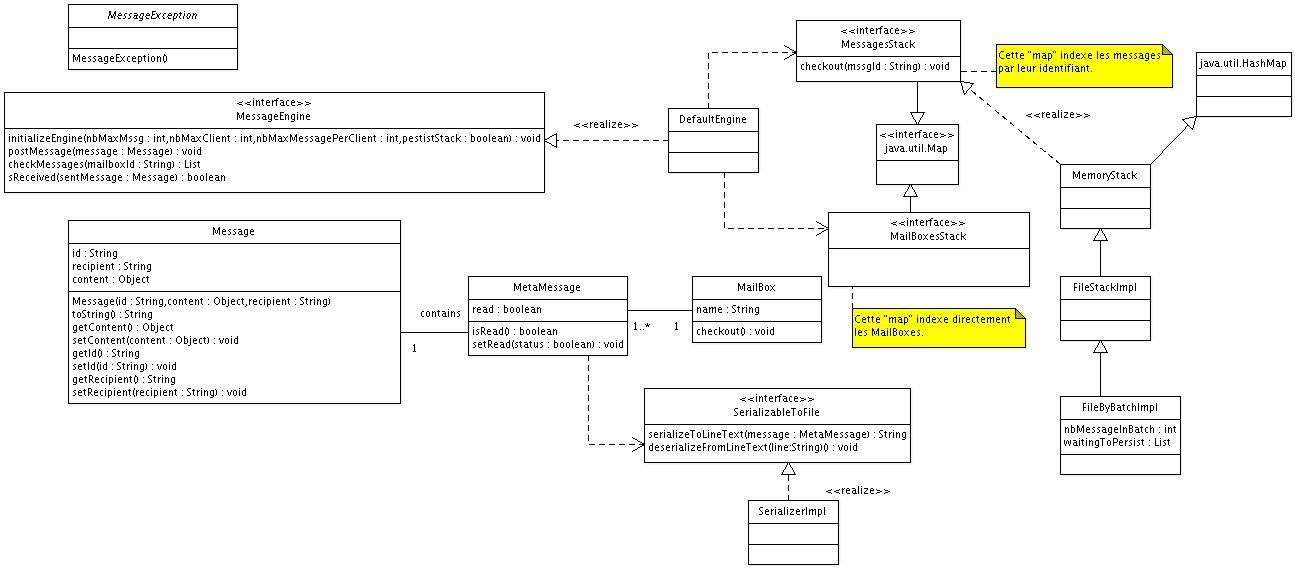 MessageException
MessageException()
<<interface>>
MessageEngine
initializeEngine(nbMaxMssg : int,nbMaxClient : int,nbMaxMessagePerClient : int,pestistStack : boolean) : void
postMessage(message : Message) : void
checkMessages(mailboxId : String) : List
sReceived(sentMessage : Message) : boolean
<<realize>>
DefaultEngine
<<interface>>
MessagesStack
checkout(mssgId : String) : void
Cette "map" indexe les messages
par leur identifiant.
java.util.HashMap
<<interface>>
java.util.Map
<<realize>>
MemoryStack
<<interface>>
MailBoxesStack
Cette "map" indexe directement
les MailBoxes.
FileStackImpl
FileByBatchImpl
nbMessageInBatch : int
waitingToPersist : List
Message
id : String
recipient : String
content : Object
Message(id : String,content : Object,recipient : String)
toString() : String
getContent() : Object
setContent(content : Object) : void
getId() : String
setId(id : String) : void
getRecipient() : String
setRecipient(recipient : String) : void
contains
1
MetaMessage
read : boolean
isRead() : boolean
setRead(status : boolean) : void
1..*
1
MailBox
name : String
checkout() : void
<<interface>>
SerializableToFile
serializeToLineText(message : MetaMessage) : String
deserializeFromLineText(line:String)() : void
<<realize>>
SerializerImpl